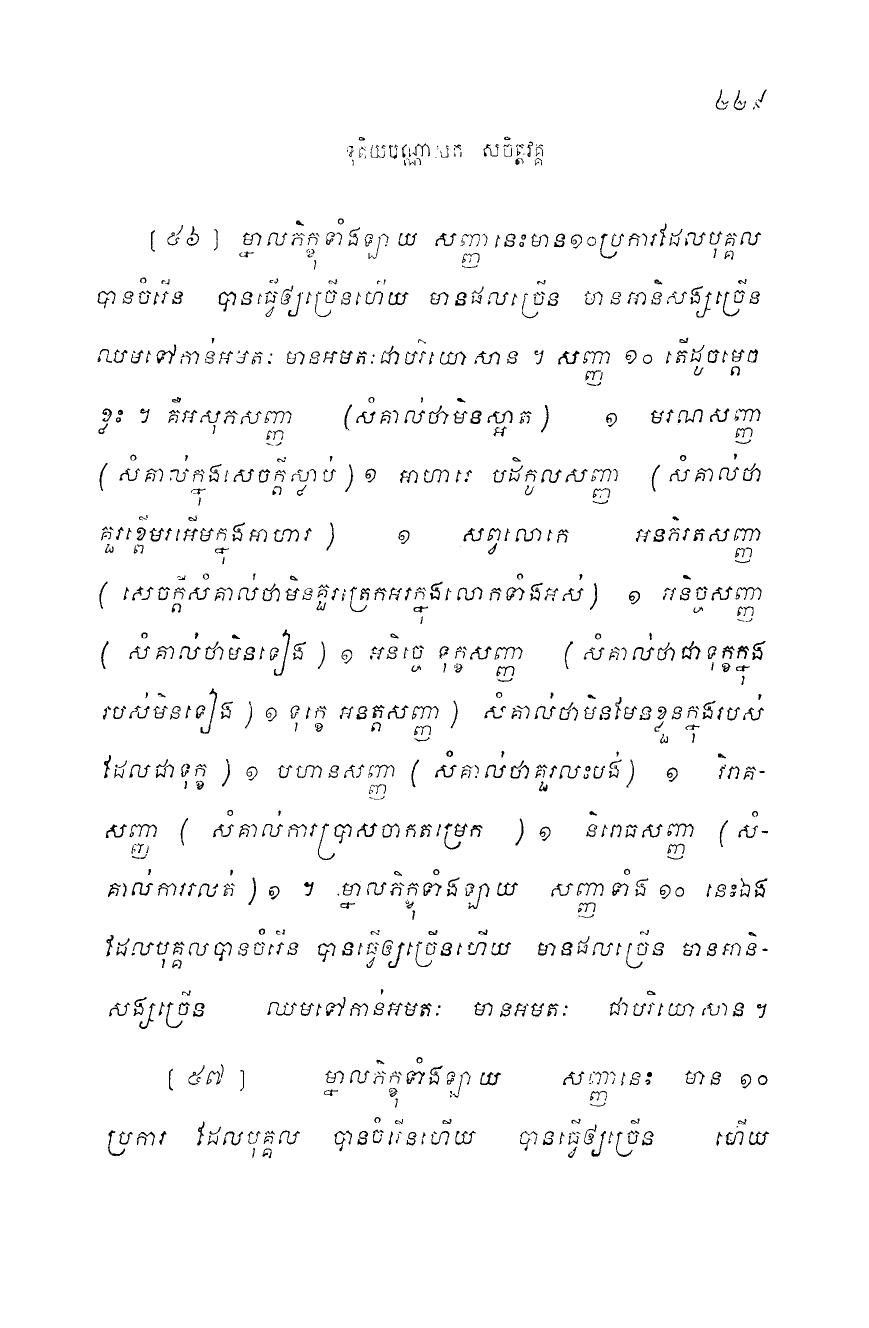 ២២៩
ទុតិយបណ្ណាសក សចិត្តវគ្គ
[ ៥៦ ] ម្នាលភិក្ខុទាំងឡាយ សញ្ញានេះមាន១០ប្រការដែលបុគ្គល
បានចំរើន បានធ្វើឲ្យច្រើនហើយ មានផលច្រើន មានអានិសង្សច្រើន
ឈមទៅកាន់អមតៈ មានអមតៈជាបរិយោសាន ។ សញ្ញា ១០ តើដូចម្តេច
ខ្លះ ។ គឺអសុភសញ្ញា (សំគាល់ថាមិនស្អាត) ១ មរណសញ្ញា
( សំគាល់ក្នុងសេចក្តីស្លាប់ ) ១ អាហារេ បដិកូលសញ្ញា ( សំគាល់ថា
គួរខ្ពើមរអើមក្នុងអាហារ ) ១ សព្វលោកេ អនភិរតសញ្ញា
( សេចក្តីសំគាល់ថាមិនគួរត្រេកអរក្នុងលោកទាំងអស់ ) ១ អនិច្ចសញ្ញា
( សំគាល់ថាមិនទៀង ) ១ អនិច្ចេ ទុក្ខសញ្ញា ( សំគាល់ថាជាទុក្ខក្នុង
របស់មិនទៀង ) ១ ទុក្ខេ អនត្តសញ្ញា ) សំគាល់ថាមិនមែនខ្លួនក្នុងរបស់
ដែលជាទុក្ខ ) ១ បហានសញ្ញា ( សំគាល់ថាគួរលះបង់ ) ១ វិរាគ-
សញ្ញា ( សំគាល់ការប្រាសចាកតម្រេក ) ១ និរោធសញ្ញា ( សំ-
គាល់ការរលត់ ) ១ ។ ម្នាលភិក្ខុទាំងឡាយ សញ្ញាទាំង ១០ នេះឯង
ដែលបុគ្គលបានចំរើន បានធ្វើឲ្យច្រើនហើយ មានផលច្រើន មានអានិ-
សង្សច្រើន ឈមទៅកាន់អមតៈ មានអមតៈ ជាបរិយោសាន ។
[ ៥៧ ] ម្នាលភិក្ខុទាំងឡាយ សញ្ញានេះ មាន ១០
ប្រការ ដែលបុគ្គល បានចំរើនហើយ បានធ្វើឲ្យច្រើន ហើយ